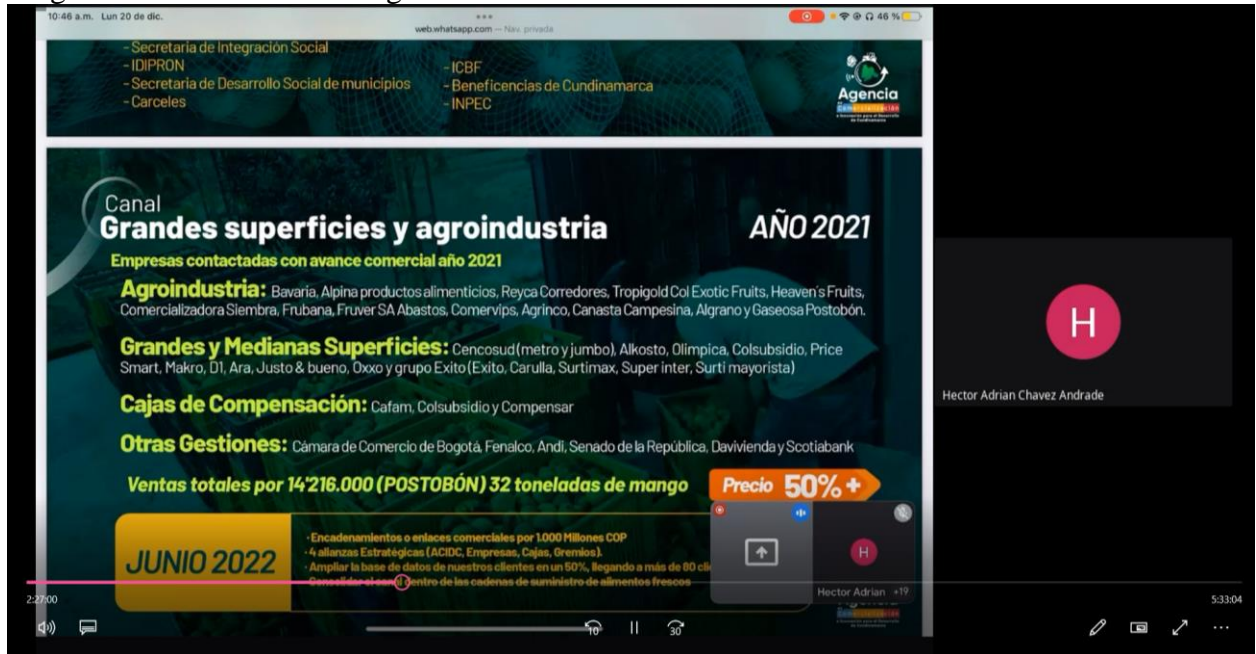 10:46 a.m. Lun 20 de dic.
web.whatsapp.com — Nav. privada
46 %
- Secretaria de Integración Social
- IDIPRON
- Secretaria de Desarrollo Social de municipios
- Carceles
- ICBF
- Beneficencias de Cundinamarca
- INPEC
Agencia
Canal
Grandes superficies y agroindustria
AÑO 2021
Empresas contactadas con avance comercial año 2021
Agroindustria: Bavaria, Alpina productos alimenticios, Reyca Corredores, Tropigold Col Exotic Fruits, Heaven's Fruits,
Comercializadora Siembra, Frubana, Fruver SA Abastos, Comervips, Agrinco, Canasta Campesina, Algrano y Gaseosa Postobón.
Grandes y Medianas Superficies: Cencosud (metro y jumbo), Alkosto, Olimpica, Colsubsidio, Price
Smart, Makro, D1, Ara, Justo & bueno, Oxxo y grupo Exito (Exito, Carulla, Surtimax, Super inter, Surti mayorista)
Cajas de Compensación: Cafam, Colsubsidio y Compensar
Otras Gestiones: Cámara de Comercio de Bogotá, Fenalco, Andi, Senado de la República, Davivienda y Scotiabank
Ventas totales por 14'216.000 (POSTOBÓN) 32 toneladas de mango
Precio 50% +
JUNIO 2022
· Encadenamientos o enlaces comerciales por 1.000 Millones COP
· 4 alianzas Estratégicas (ACIDC, Empresas, Cajas, Gremios).
· Ampliar la base de datos de nuestros clientes en un 50%, llegando a más de 80 cli
· Consolidar el canal dentro de las cadenas de suministro de alimentos frescos
H
Hector Adrian +19
H
Hector Adrian Chavez Andrade
2:27:00
5:33:04
10
30